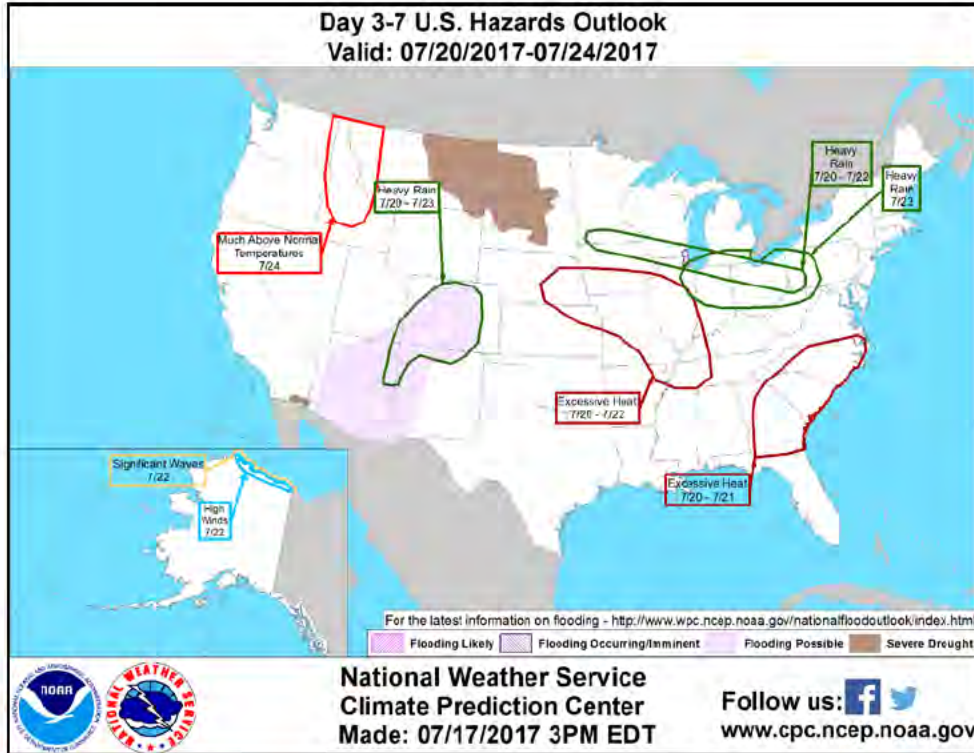 Day 3-7 U.S. Hazards Outlook
Valid: 07/20/2017-07/24/2017
Heavy
Rain
7/20 - 7/22
Heavy
Rain
7/23
Heavy Rain
7/20 - 7/23
Much Above Normal
Temperatures
7/24
Excessive Heat
7/20 - 7/22
Excessive Heat
7/20 - 7/21
Significant Waves
7/22
High
Winds
7/22
For the latest information on flooding - http://www.wpc.ncep.noaa.gov/nationalfloodoutlook/index.html
Flooding Likely
Flooding Occurring/Imminent
Flooding Possible
Severe Drought
NOAA
NATIONAL WEATHER SERVICE
National Weather Service
Climate Prediction Center
Made: 07/17/2017 3PM EDT
Follow us:
www.cpc.ncep.noaa.gov